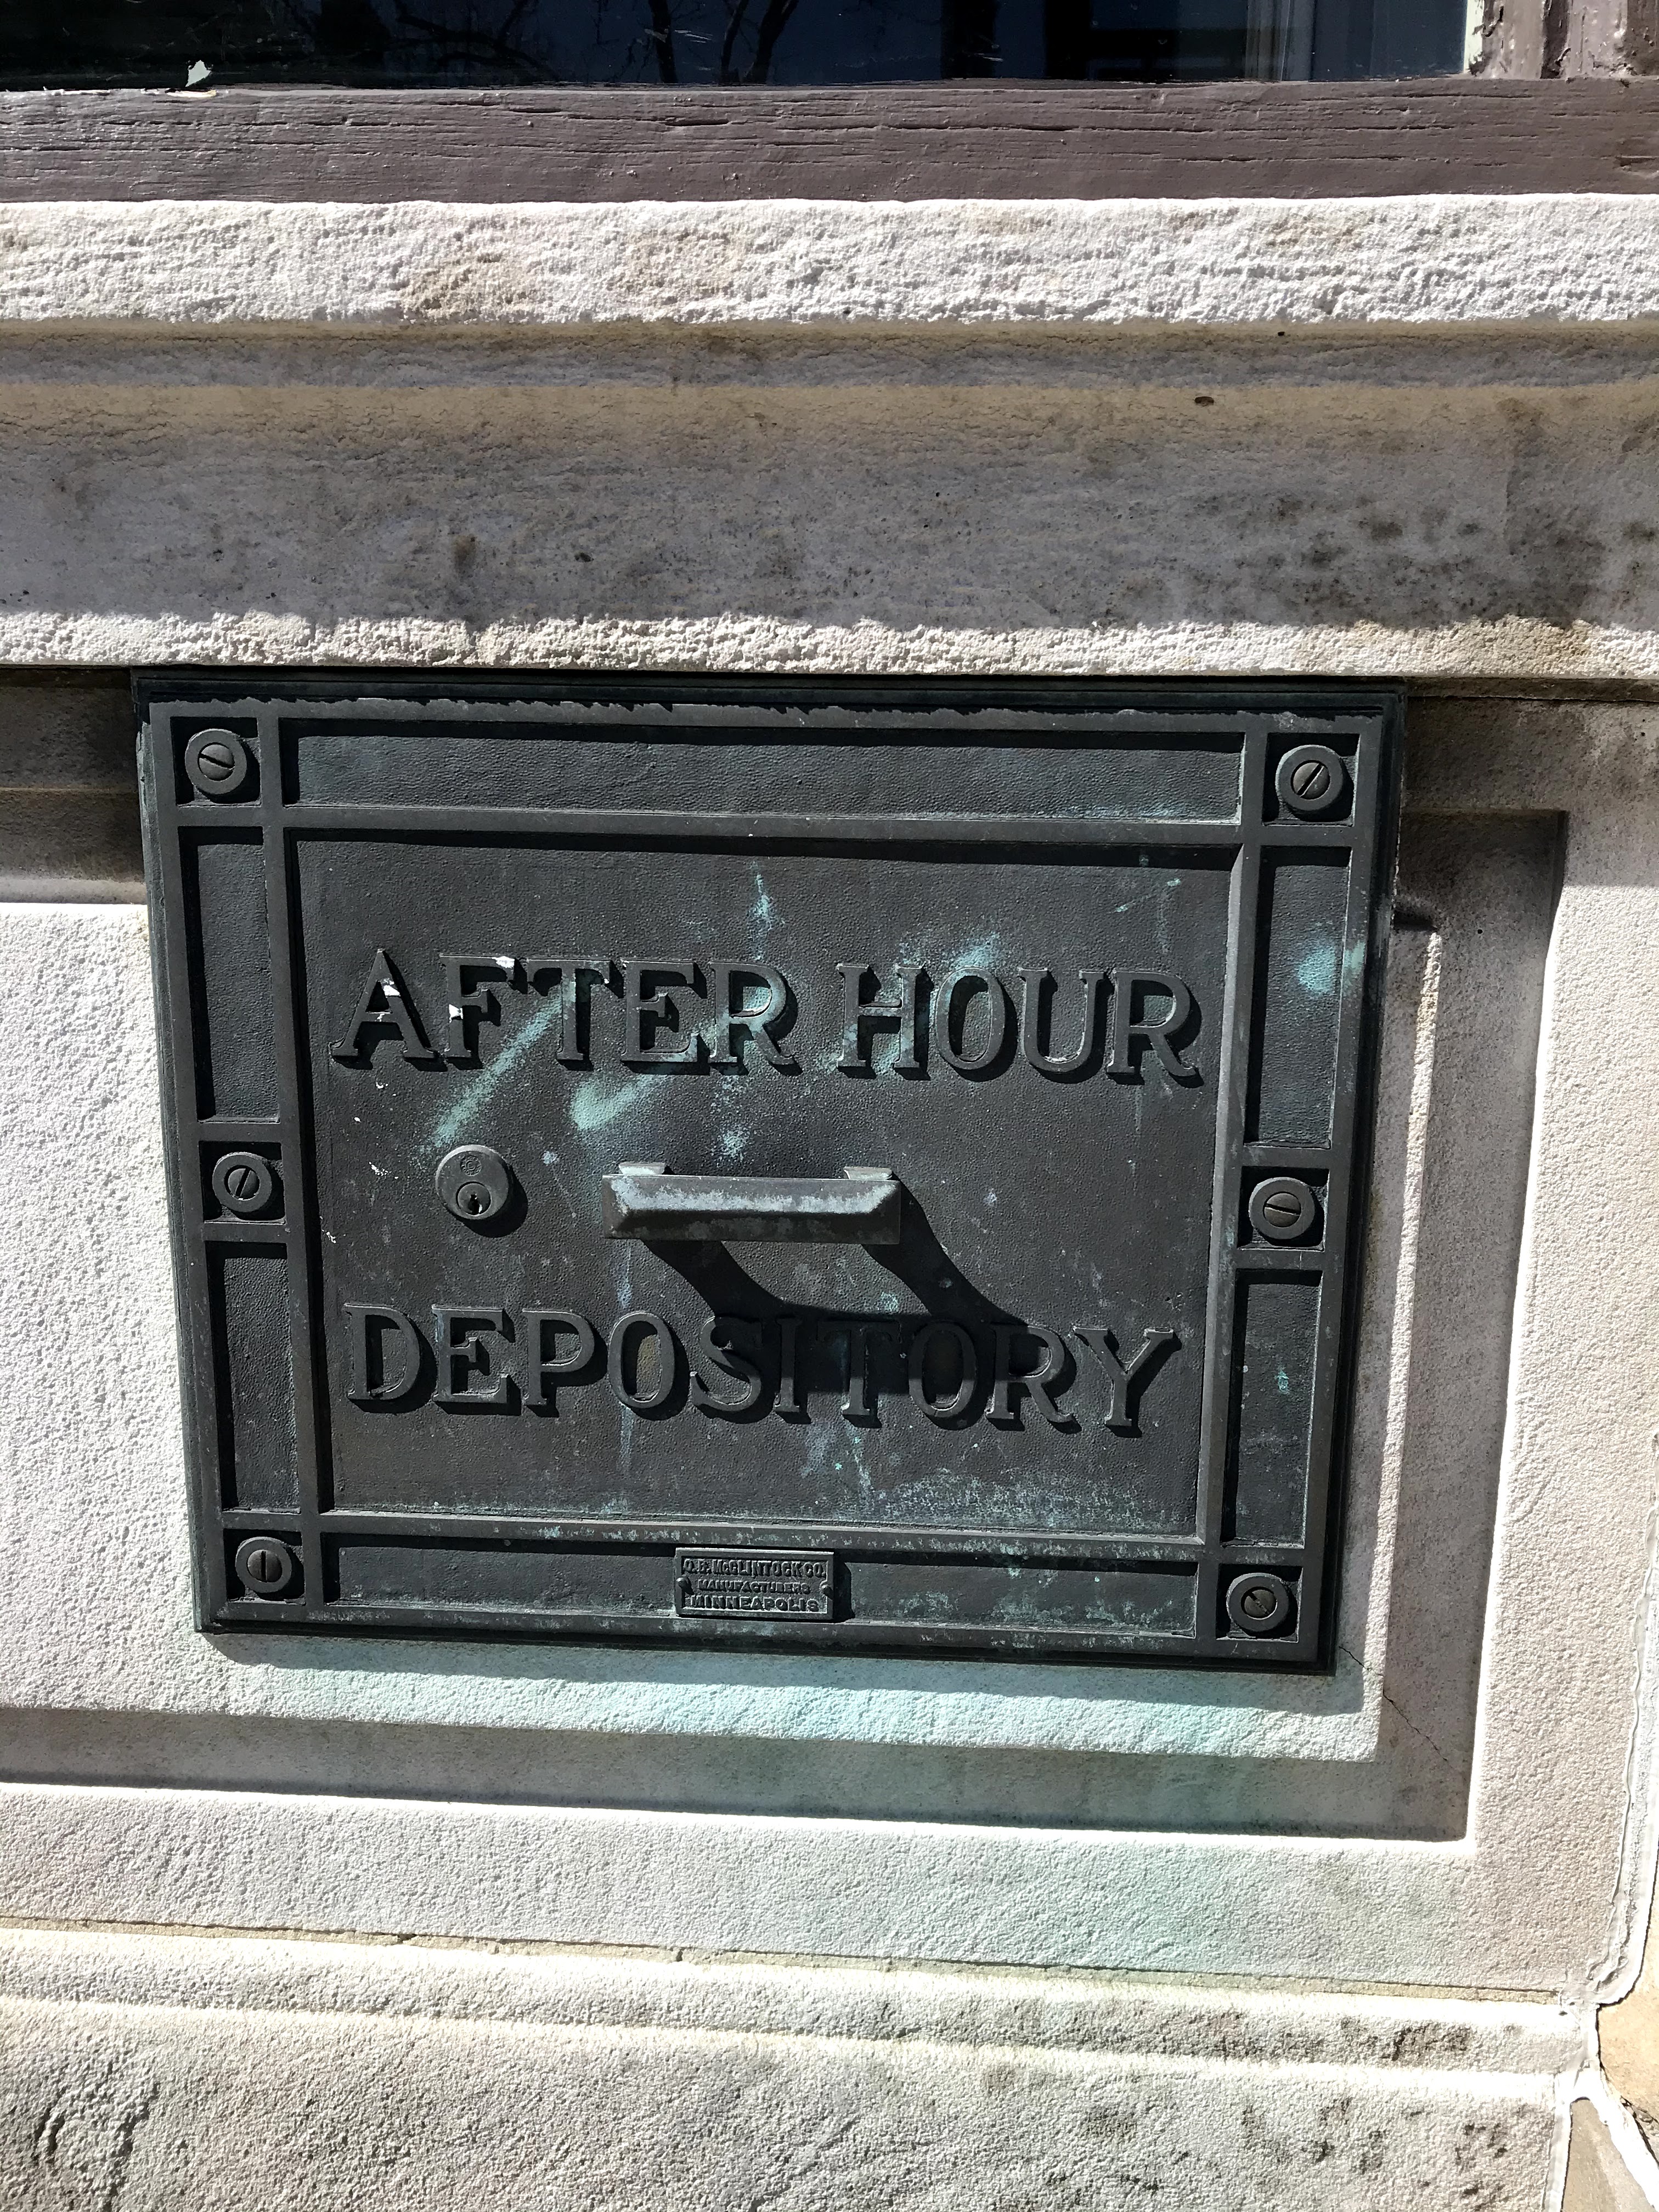 AFTER HOUR
DEPOSITORY
O.B. McCLINTOCK CO.
MANUFACTURERS
MINNEAPOLIS